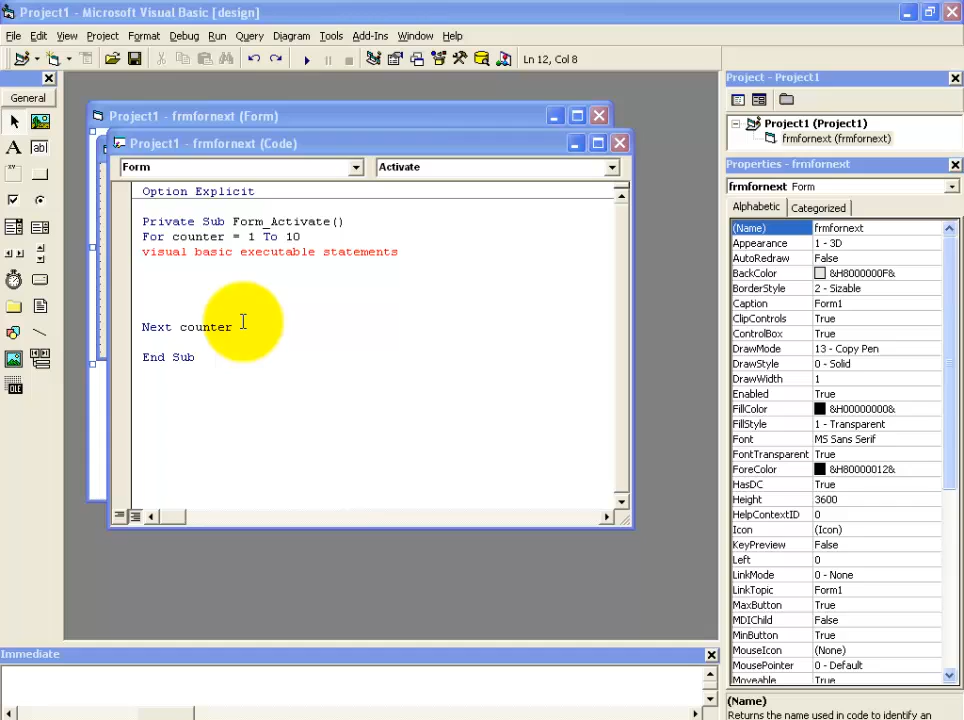 Project1 - Microsoft Visual Basic [design]
File Edit View Project Format Debug Run Query Diagram Tools Add-Ins Window Help
Ln 12, Col 8
General
A
ab|
xy
OLE
Project1 - frmfornext (Form)
Project1 - frmfornext (Code)
Form
Activate
Option Explicit
Private Sub Form_Activate()
For counter = 1 To 10
visual basic executable statements
Next counter
End Sub
Immediate
Project - Project1
Project1 (Project1)
frmfornext (frmfornext)
Properties - frmfornext
frmfornext Form
Alphabetic Categorized
(Name) frmfornext
Appearance 1 - 3D
AutoRedraw False
BackColor &H8000000F&
BorderStyle 2 - Sizable
Caption Form1
ClipControls True
ControlBox True
DrawMode 13 - Copy Pen
DrawStyle 0 - Solid
DrawWidth 1
Enabled True
FillColor &H00000000&
FillStyle 1 - Transparent
Font MS Sans Serif
FontTransparent True
ForeColor &H80000012&
HasDC True
Height 3600
HelpContextID 0
Icon (Icon)
KeyPreview False
Left 0
LinkMode 0 - None
LinkTopic Form1
MaxButton True
MDIChild False
MinButton True
MouseIcon (None)
MousePointer 0 - Default
Moveable True
(Name)
Returns the name used in code to identify an